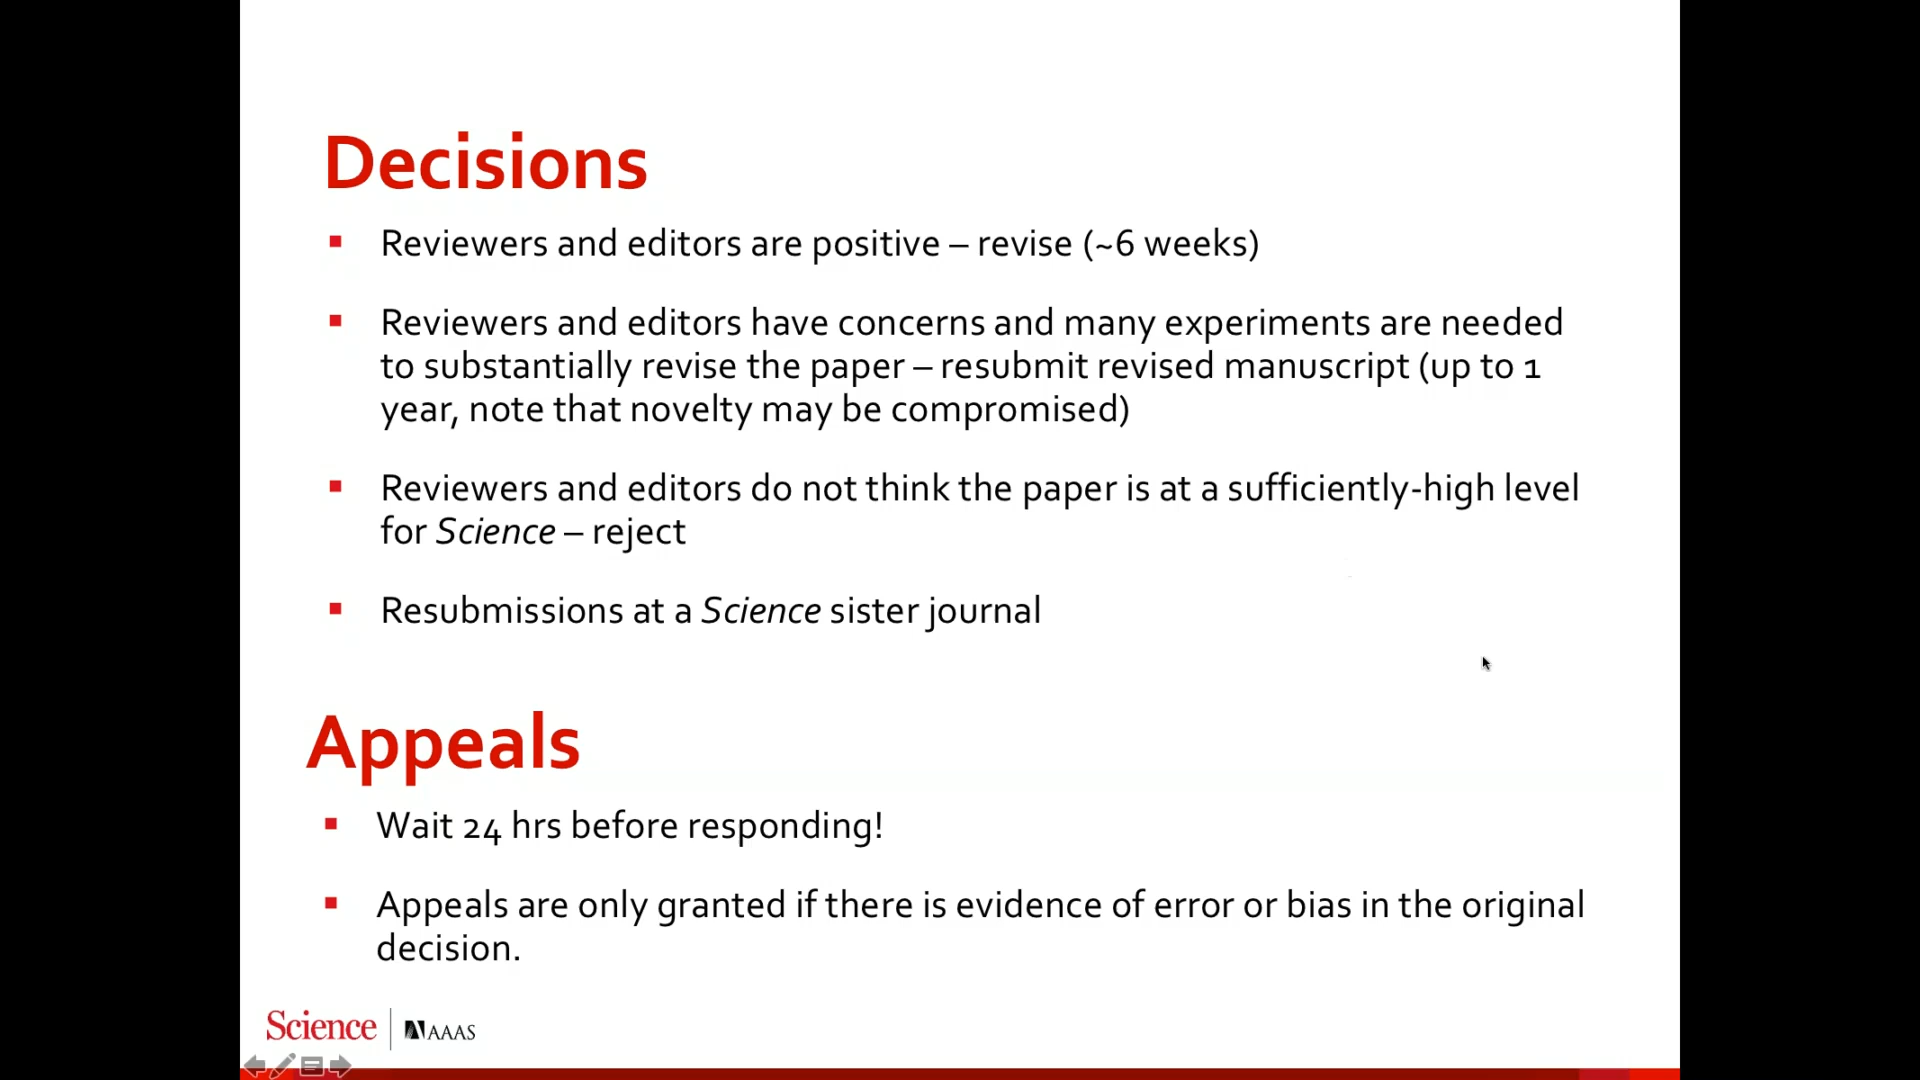 Decisions
▪ Reviewers and editors are positive – revise (~6 weeks)
▪ Reviewers and editors have concerns and many experiments are needed
to substantially revise the paper – resubmit revised manuscript (up to 1
year, note that novelty may be compromised)
▪ Reviewers and editors do not think the paper is at a sufficiently-high level
for Science – reject
▪ Resubmissions at a Science sister journal
Appeals
▪ Wait 24 hrs before responding!
▪ Appeals are only granted if there is evidence of error or bias in the original
decision.
Science | AAAS